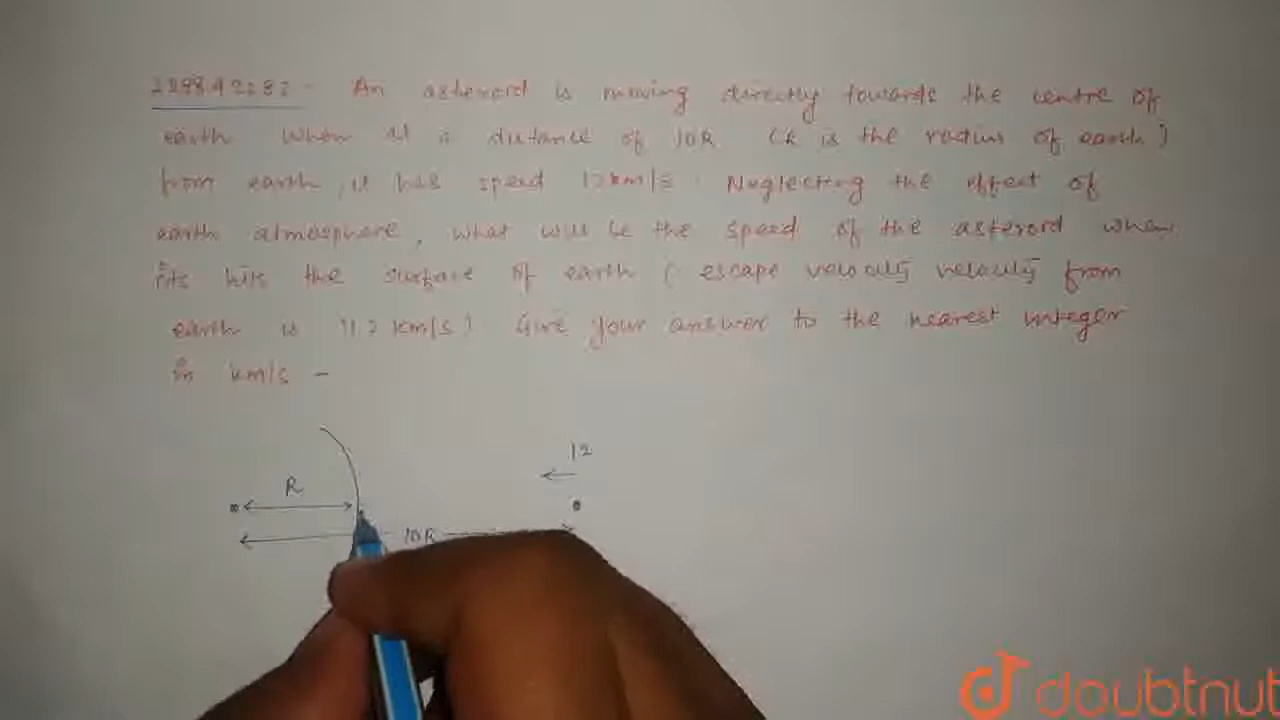 An asteroid is moving directly towards the centre of
earth when at a distance of 10R (R is the radius of earth)
from earth, it has speed 12km/s. Neglecting the effect of
earth atmosphere, what will be the speed of the asteroid when
its hits the surface of earth (escape velocity velocity from
earth is 11.2 km/s) Give your answer to the nearest integer
in km/s -
12
R
10R
doubtnut